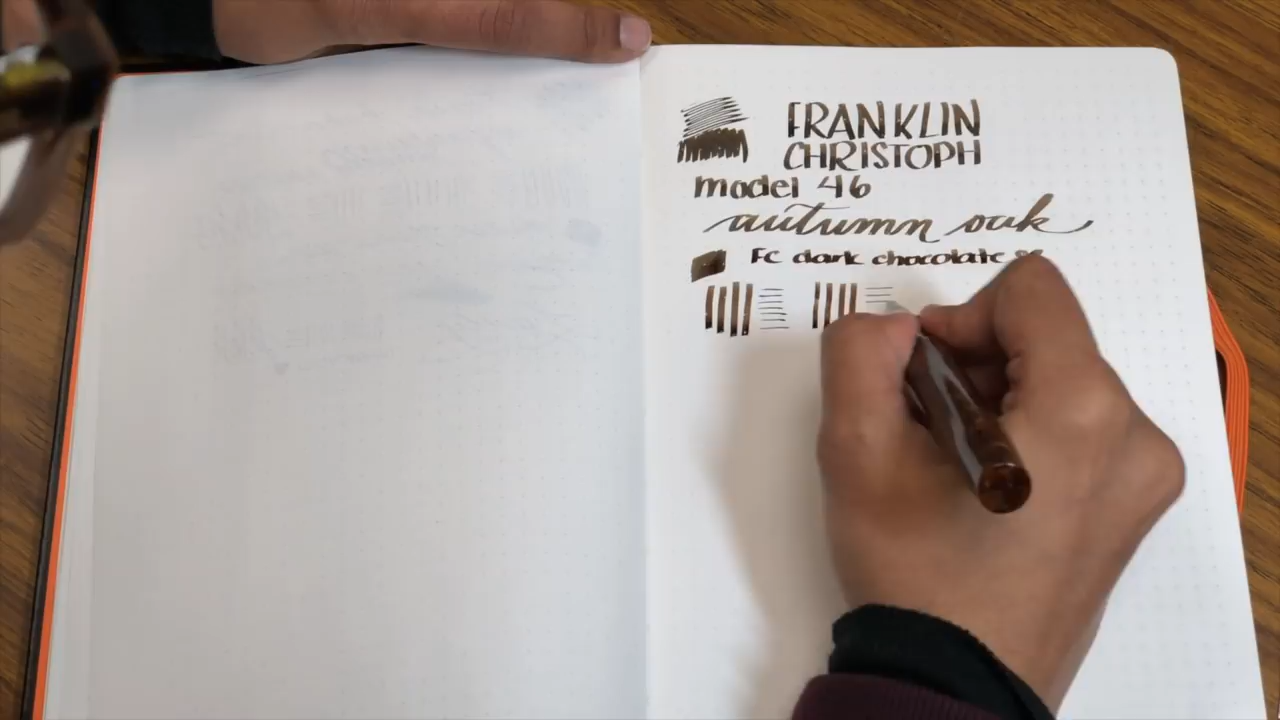 FRANKLIN
CHRISTOPH
model 46
autumn oak
FC dark chocolate